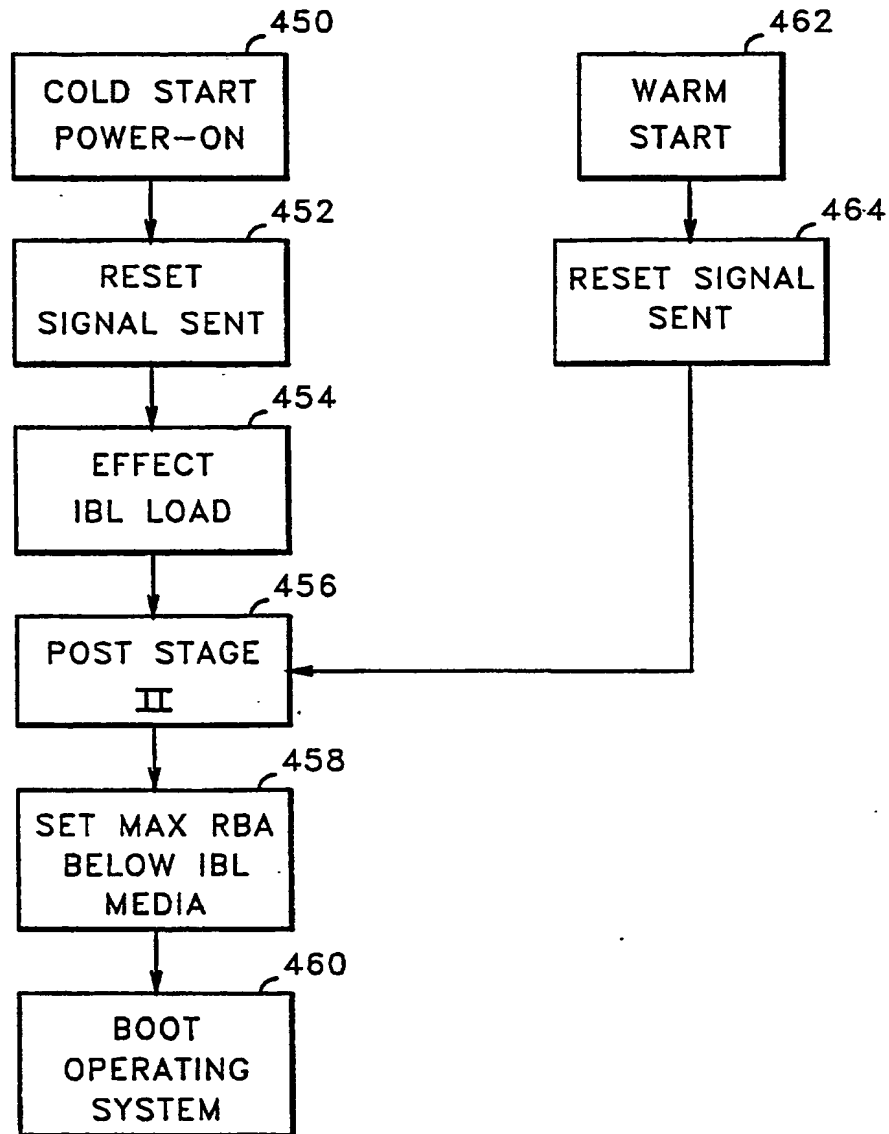 450
COLD START
POWER-ON
462
WARM
START
452
RESET
SIGNAL SENT
464
RESET SIGNAL
SENT
454
EFFECT
IBL LOAD
456
POST STAGE
II
458
SET MAX RBA
BELOW IBL
MEDIA
460
BOOT
OPERATING
SYSTEM